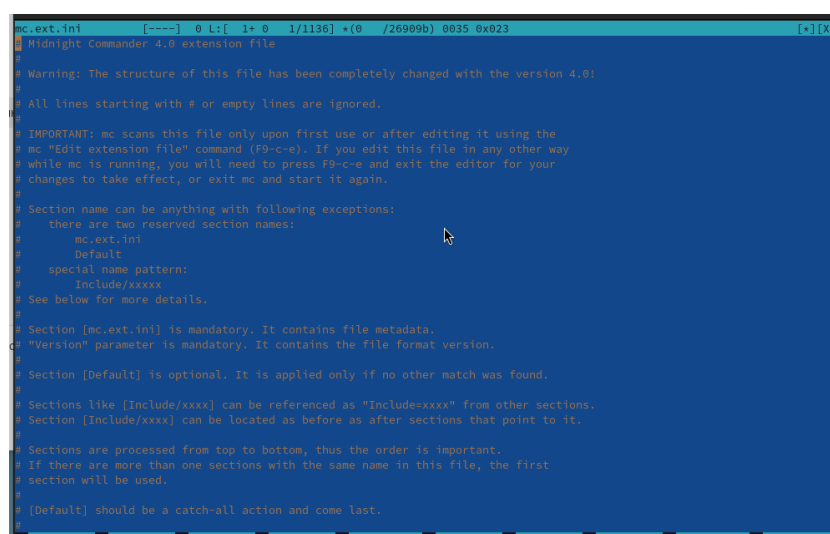 mc.ext.ini [----] 0 L:[ 1+ 0 1/1136] *(0 /26909b) 0035 0x023 [*][X
# Midnight Commander 4.0 extension file
#
# Warning: The structure of this file has been completely changed with the version 4.0!
#
# All lines starting with # or empty lines are ignored.
#
# IMPORTANT: mc scans this file only upon first use or after editing it using the
# mc "Edit extension file" command (F9-c-e). If you edit this file in any other way
# while mc is running, you will need to press F9-c-e and exit the editor for your
# changes to take effect, or exit mc and start it again.
#
# Section name can be anything with following exceptions:
# there are two reserved section names:
# mc.ext.ini
# Default
# special name pattern:
# Include/xxxxx
# See below for more details.
#
# Section [mc.ext.ini] is mandatory. It contains file metadata.
# "Version" parameter is mandatory. It contains the file format version.
#
# Section [Default] is optional. It is applied only if no other match was found.
#
# Sections like [Include/xxxx] can be referenced as "Include=xxxx" from other sections.
# Section [Include/xxxx] can be located as before as after sections that point to it.
#
# Sections are processed from top to bottom, thus the order is important.
# If there are more than one sections with the same name in this file, the first
# section will be used.
#
# [Default] should be a catch-all action and come last.
#